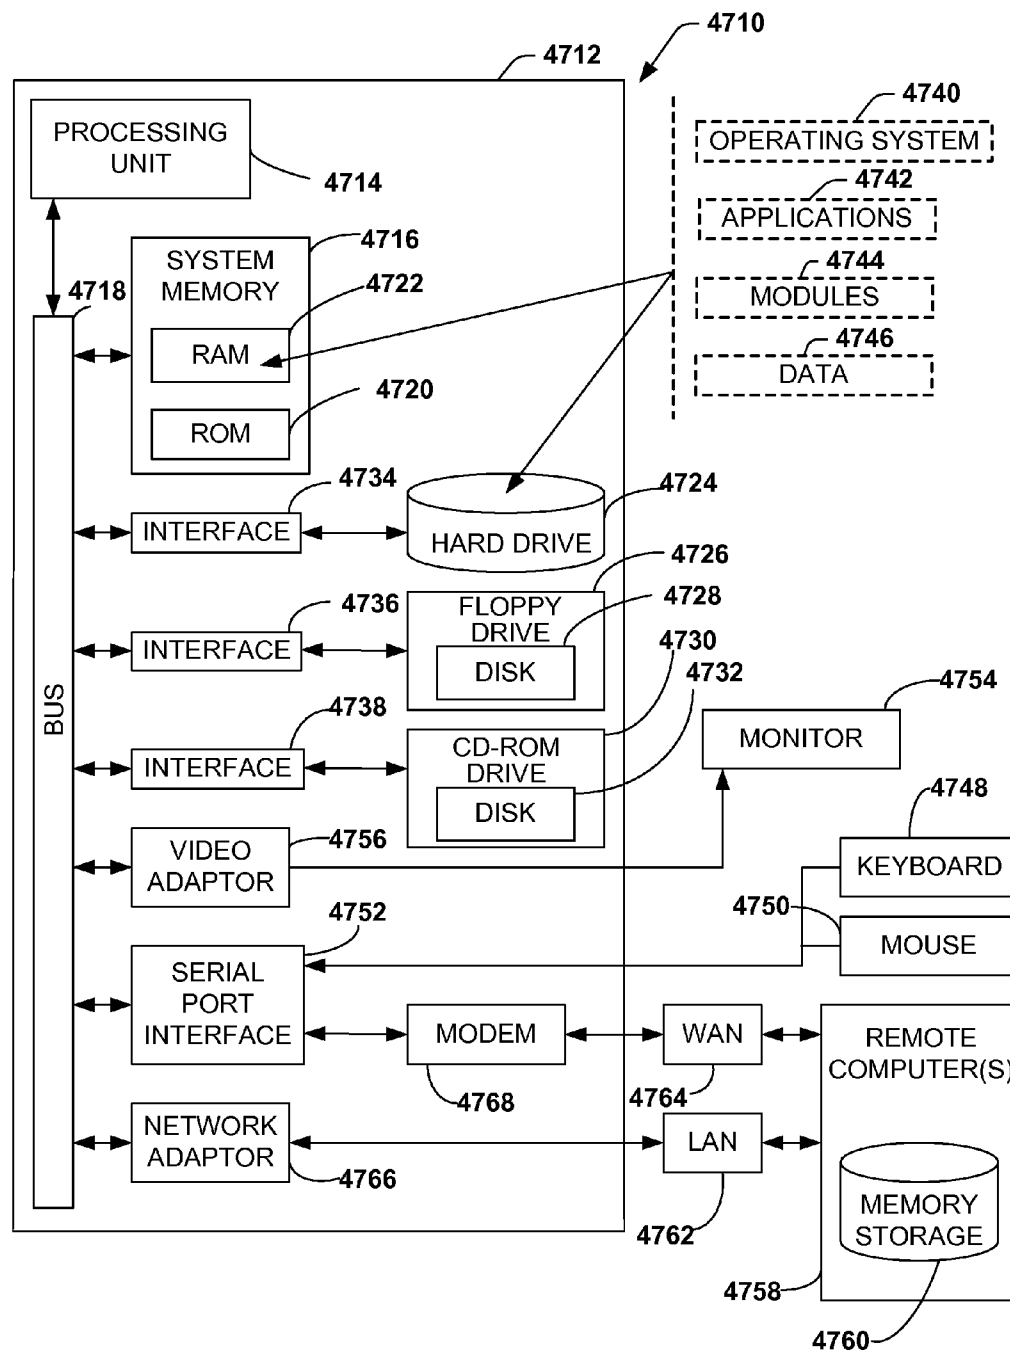 4710
4712
4740
OPERATING SYSTEM
PROCESSING
UNIT
4714
4742
APPLICATIONS
4716
SYSTEM
MEMORY
4744
MODULES
4718
4722
RAM
4746
DATA
4720
ROM
4734
INTERFACE
4724
HARD DRIVE
4726
4736
INTERFACE
FLOPPY
DRIVE
4728
DISK
4730
4732
4754
MONITOR
BUS
4738
INTERFACE
CD-ROM
DRIVE
DISK
4748
KEYBOARD
4756
VIDEO
ADAPTOR
4750
MOUSE
4752
SERIAL
PORT
INTERFACE
MODEM
4768
WAN
4764
REMOTE
COMPUTER(S)
NETWORK
ADAPTOR
4766
LAN
4762
MEMORY
STORAGE
4758
4760